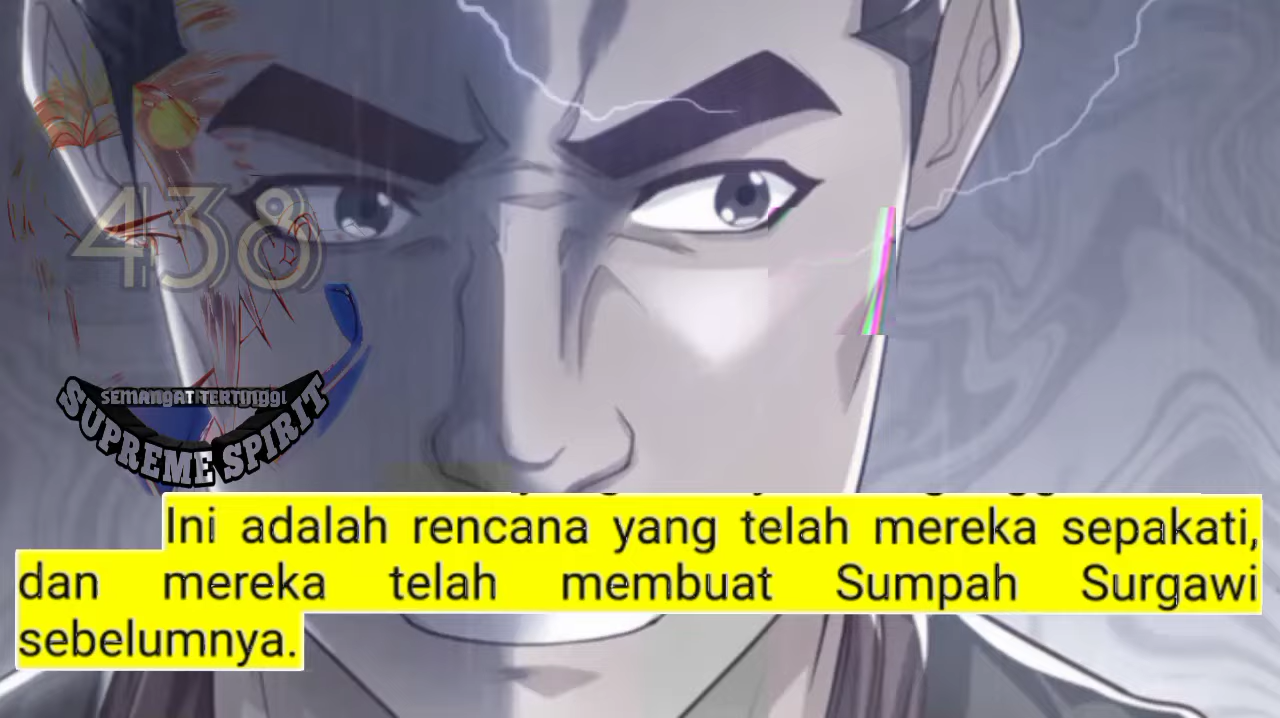 438
SEMANGAT TERTINGGI
SUPREME SPIRIT
Ini adalah rencana yang telah mereka sepakati,
dan mereka telah membuat Sumpah Surgawi
sebelumnya.